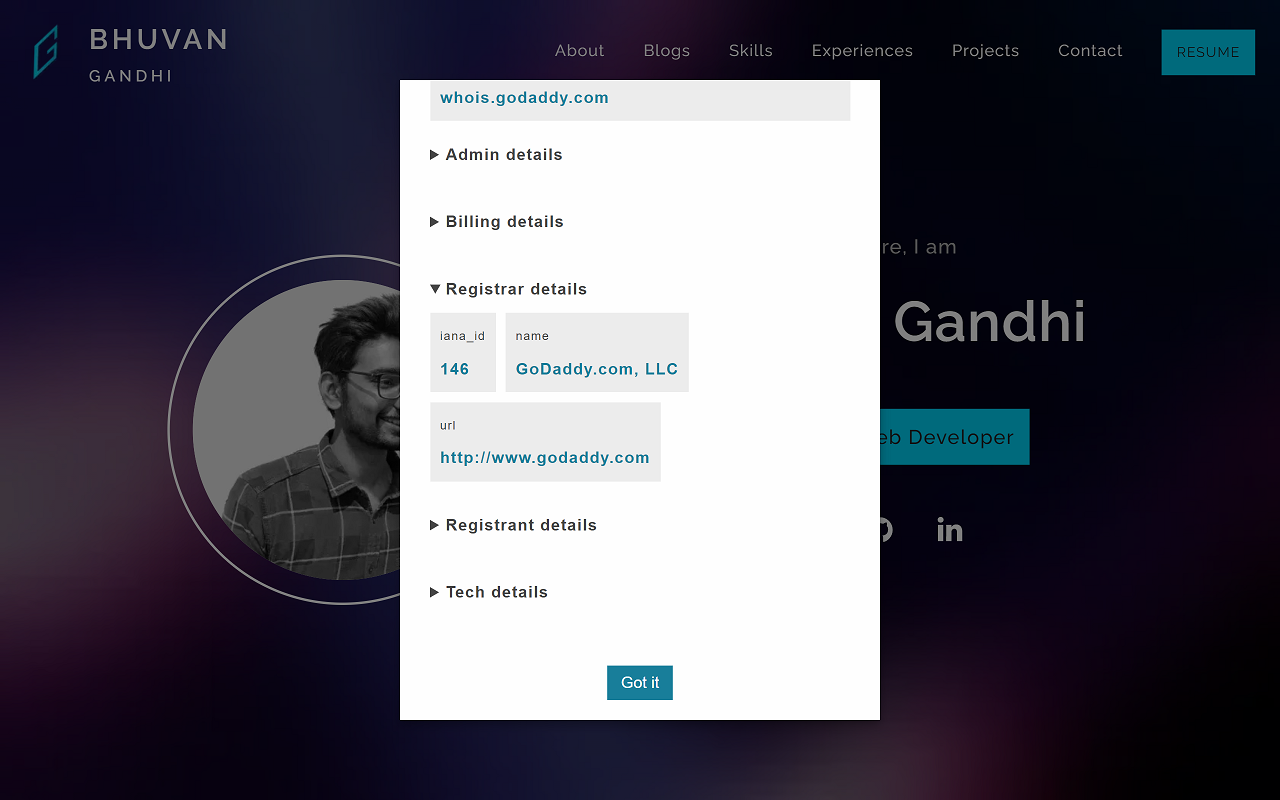 BHUVAN
GANDHI
About Blogs Skills Experiences Projects Contact RESUME
whois.godaddy.com
Admin details
Billing details
re, I am
Registrar details
Gandhi
iana_id name
146 GoDaddy.com, LLC
url
eb Developer
http://www.godaddy.com
Registrant details
in
Tech details
Got it